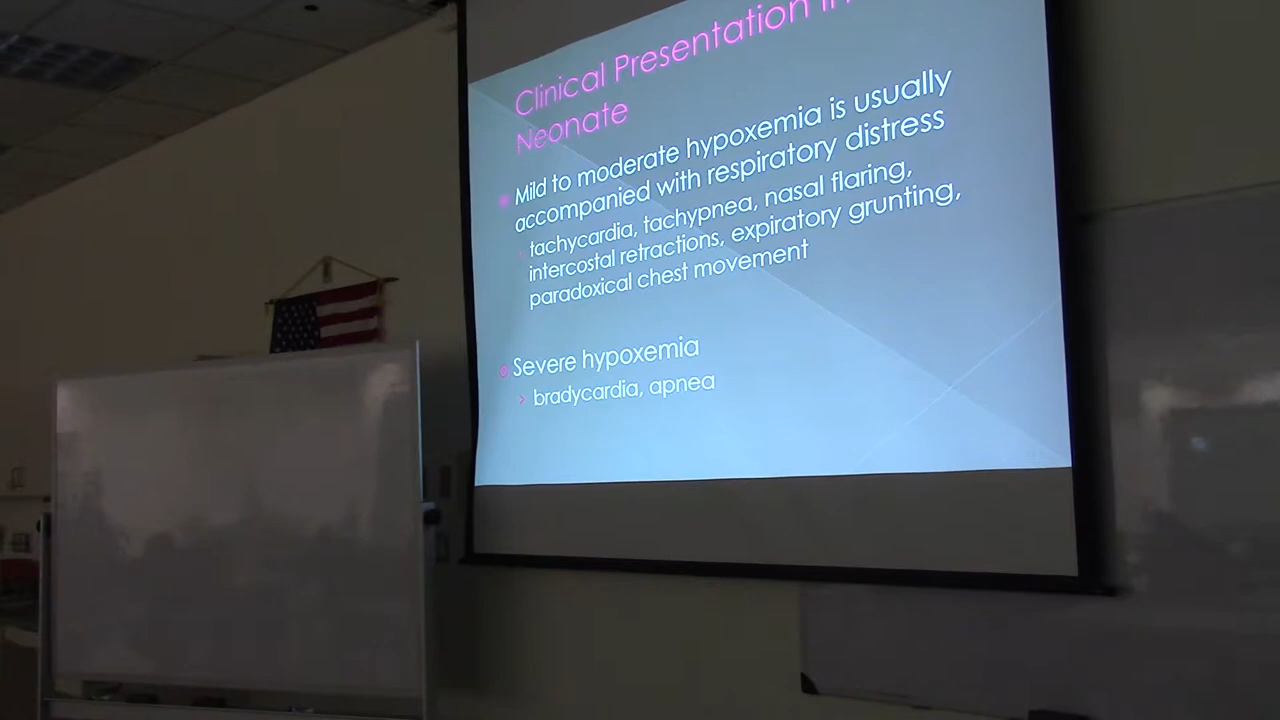 Clinical Presentation in
Neonate
Mild to moderate hypoxemia is usually
accompanied with respiratory distress
tachycardia, tachypnea, nasal flaring,
intercostal retractions, expiratory grunting,
paradoxical chest movement
Severe hypoxemia
bradycardia, apnea